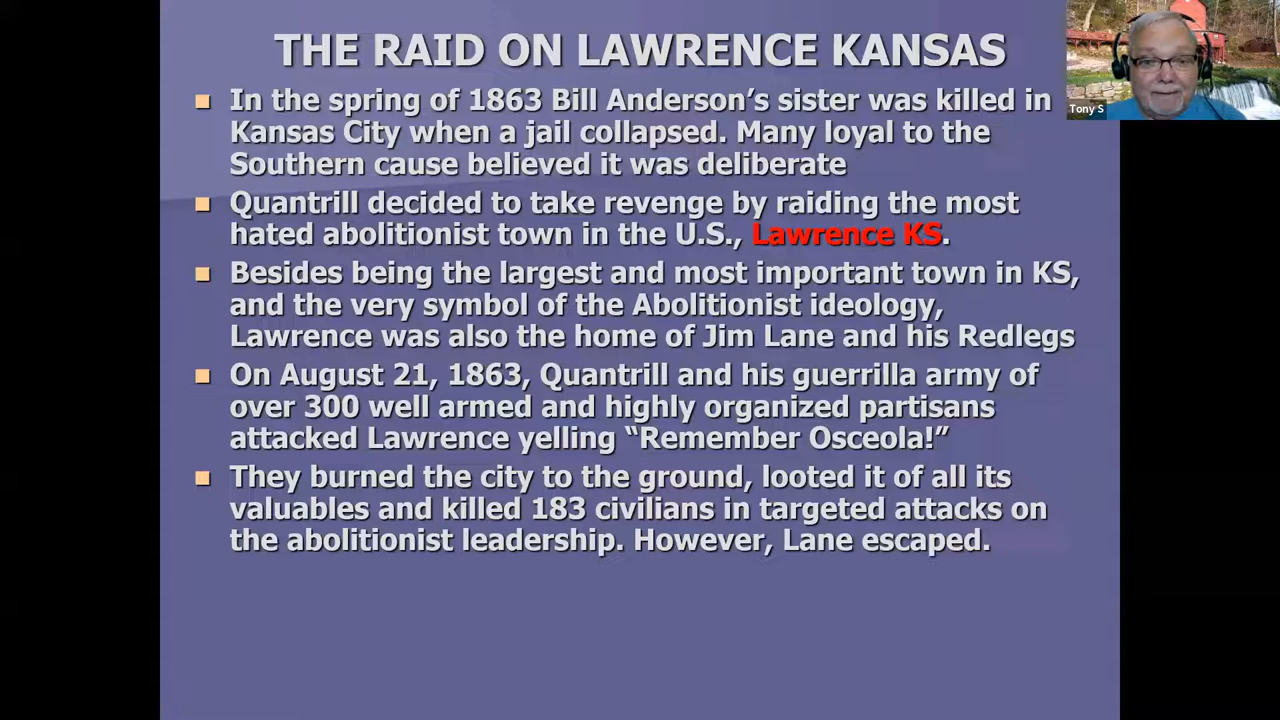 THE RAID ON LAWRENCE KANSAS
In the spring of 1863 Bill Anderson's sister was killed in
Kansas City when a jail collapsed. Many loyal to the
Southern cause believed it was deliberate
Quantrill decided to take revenge by raiding the most
hated abolitionist town in the U.S., Lawrence KS.
Besides being the largest and most important town in KS,
and the very symbol of the Abolitionist ideology,
Lawrence was also the home of Jim Lane and his Redlegs
On August 21, 1863, Quantrill and his guerrilla army of
over 300 well armed and highly organized partisans
attacked Lawrence yelling “Remember Osceola!”
They burned the city to the ground, looted it of all its
valuables and killed 183 civilians in targeted attacks on
the abolitionist leadership. However, Lane escaped.
Tony S